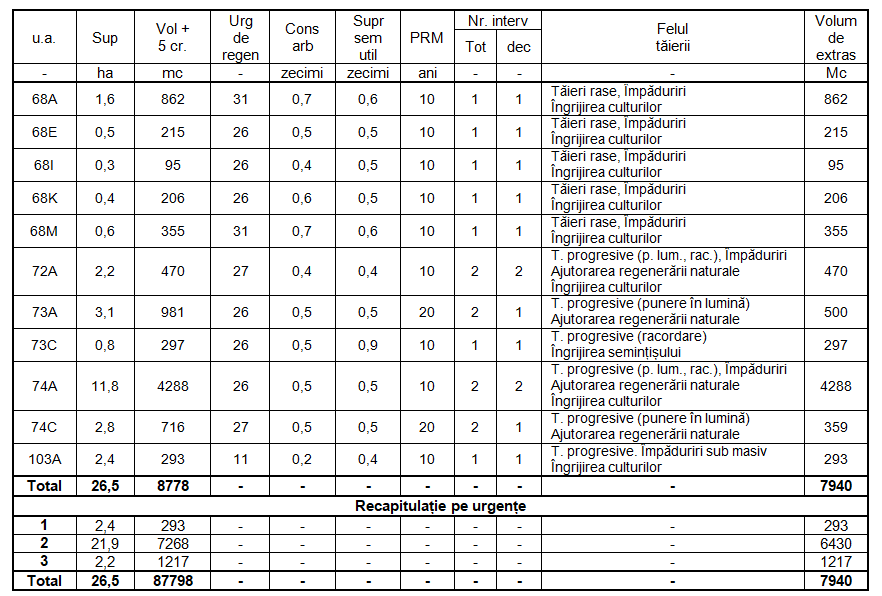 u.a. Sup Vol + 5 cr. Urg de regen Cons arb Supr sem util PRM Nr. interv Tot dec Felul tăierii Volum de extras
- ha mc - zecimi zecimi ani - - - Mc
68A 1,6 862 31 0,7 0,6 10 1 1 Tăieri rase, Împăduriri 862
Îngrijirea culturilor
68E 0,5 215 26 0,5 0,5 10 1 1 Tăieri rase, Împăduriri 215
Îngrijirea culturilor
68I 0,3 95 26 0,4 0,5 10 1 1 Tăieri rase, Împăduriri 95
Îngrijirea culturilor
68K 0,4 206 26 0,6 0,5 10 1 1 Tăieri rase, Împăduriri 206
Îngrijirea culturilor
68M 0,6 355 31 0,7 0,6 10 1 1 Tăieri rase, Împăduriri 355
Îngrijirea culturilor
72A 2,2 470 27 0,4 0,4 10 2 2 T. progresive (p. lum., rac.), Împăduriri 470
Ajutorarea regenerării naturale
Îngrijirea culturilor
73A 3,1 981 26 0,5 0,5 20 2 1 T. progresive (punere în lumină) 500
Ajutorarea regenerării naturale
73C 0,8 297 26 0,5 0,9 10 1 1 T. progresive (racordare) 297
Îngrijirea semințișului
74A 11,8 4288 26 0,5 0,5 10 2 2 T. progresive (p. lum., rac.), Împăduriri 4288
Ajutorarea regenerării naturale
Îngrijirea culturilor
74C 2,8 716 27 0,5 0,5 20 2 1 T. progresive (punere în lumină) 359
Ajutorarea regenerării naturale
103A 2,4 293 11 0,2 0,4 10 1 1 T. progresive. Împăduriri sub masiv 293
Îngrijirea culturilor
Total 26,5 8778 - - - - - - - 7940
Recapitulație pe urgențe
1 2,4 293 - - - - - - - 293
2 21,9 7268 - - - - - - - 6430
3 2,2 1217 - - - - - - - 1217
Total 26,5 87798 - - - - - - - 7940